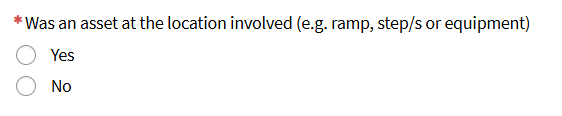 * Was an asset at the location involved (e.g. ramp, step/s or equipment)
Yes
No